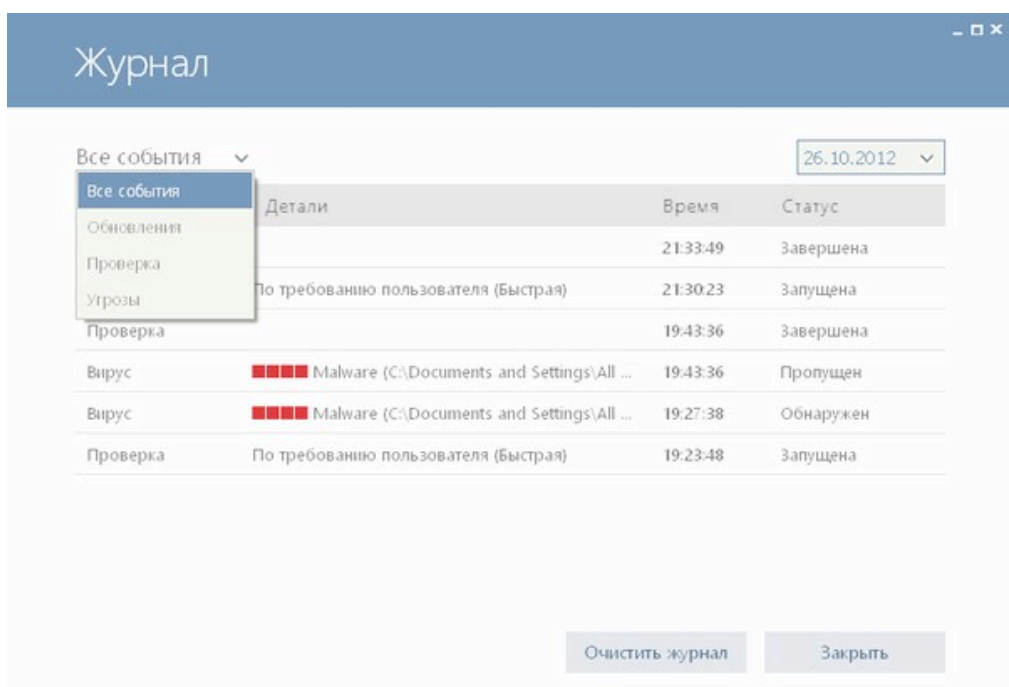 Журнал
Все события
26.10.2012
Все события
Обновления
Проверка
Угрозы
Детали Время Статус
21:33:49 Завершена
По требованию пользователя (Быстрая) 21:30:23 Запущена
Проверка 19:43:36 Завершена
Вирус Malware (C:\Documents and Settings\All ... 19:43:36 Пропущен
Вирус Malware (C:\Documents and Settings\All ... 19:27:38 Обнаружен
Проверка По требованию пользователя (Быстрая) 19:23:48 Запущена
Очистить журнал Закрыть